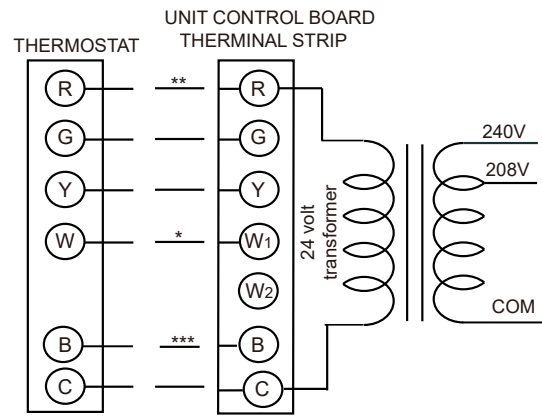 UNIT CONTROL BOARD
THERMINAL STRIP
THERMOSTAT
R
**
R
G
G
Y
Y
W
*
W1
W2
B
***
B
C
C
24 volt
transformer
240V
208V
COM